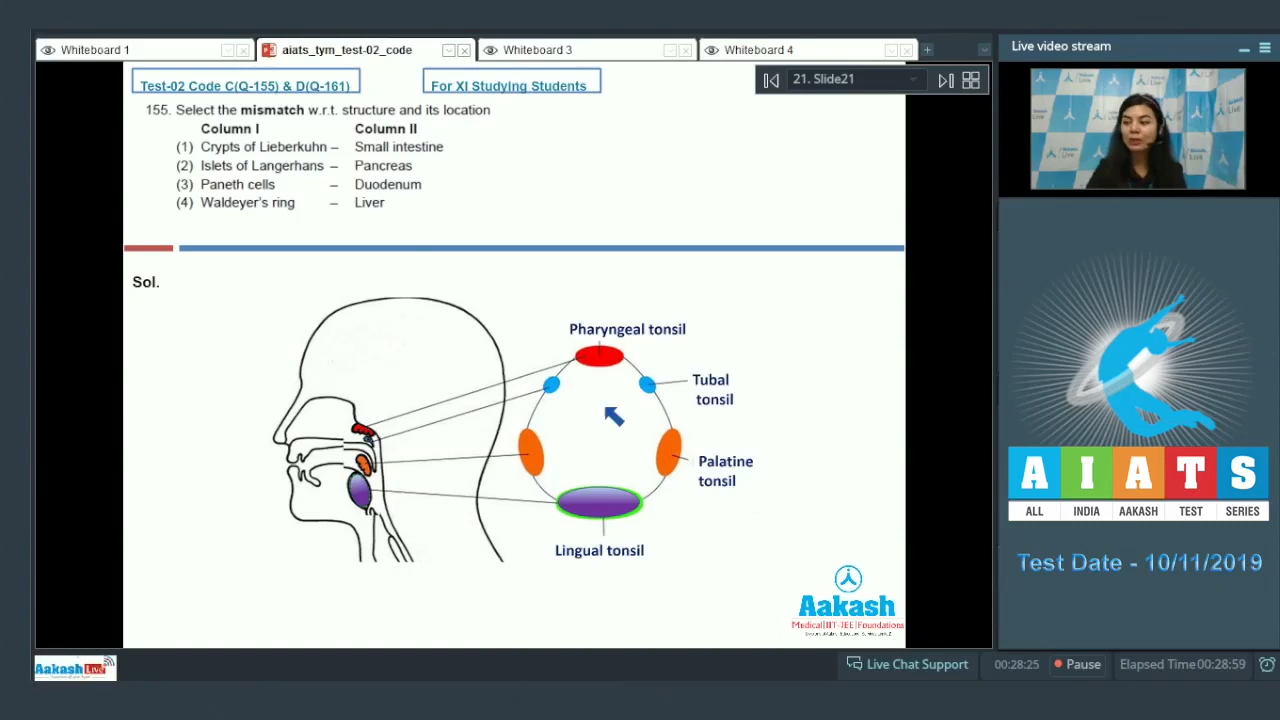 Whiteboard 1
aiats_tym_test-02_code
Whiteboard 3
Whiteboard 4
Live video stream
Test-02 Code C(Q-155) & D(Q-161)
For XI Studying Students
21. Slide21
155. Select the mismatch w.r.t. structure and its location
Column I Column II
(1) Crypts of Lieberkuhn – Small intestine
(2) Islets of Langerhans – Pancreas
(3) Paneth cells – Duodenum
(4) Waldeyer's ring – Liver
Sol.
Pharyngeal tonsil
Tubal
tonsil
Palatine
tonsil
Lingual tonsil
Aakash
Medical|IIT-JEE|Foundations
A I A T S
ALL INDIA AAKASH TEST SERIES
Test Date - 10/11/2019
Aakash Live
Live Chat Support
00:28:25
Pause
Elapsed Time 00:28:59